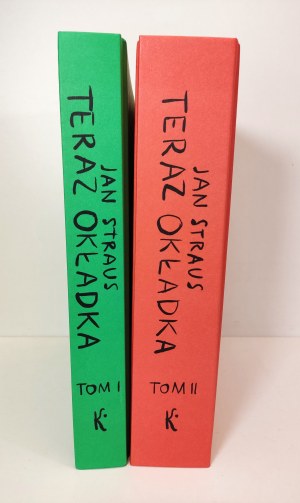 JAN STRAUS
TERAZ OKŁADKA
TOM I
K
JAN STRAUS
TERAZ OKŁADKA
TOM II
K